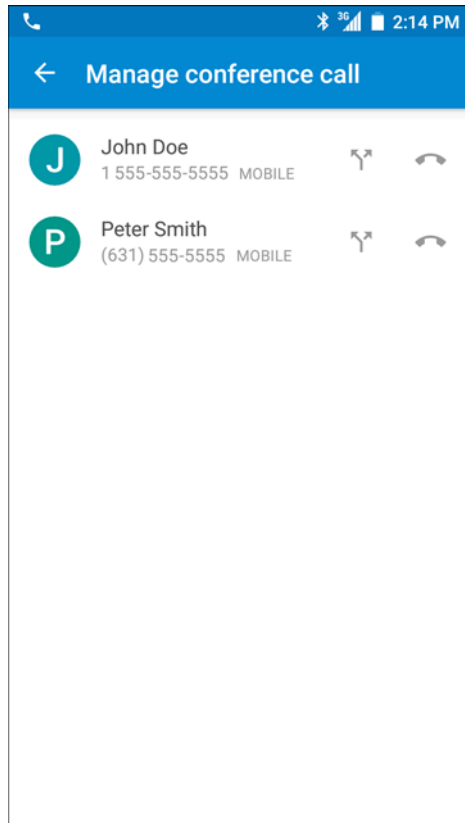 3G 2:14 PM
Manage conference call
J
John Doe
1 555-555-5555 MOBILE
P
Peter Smith
(631) 555-5555 MOBILE